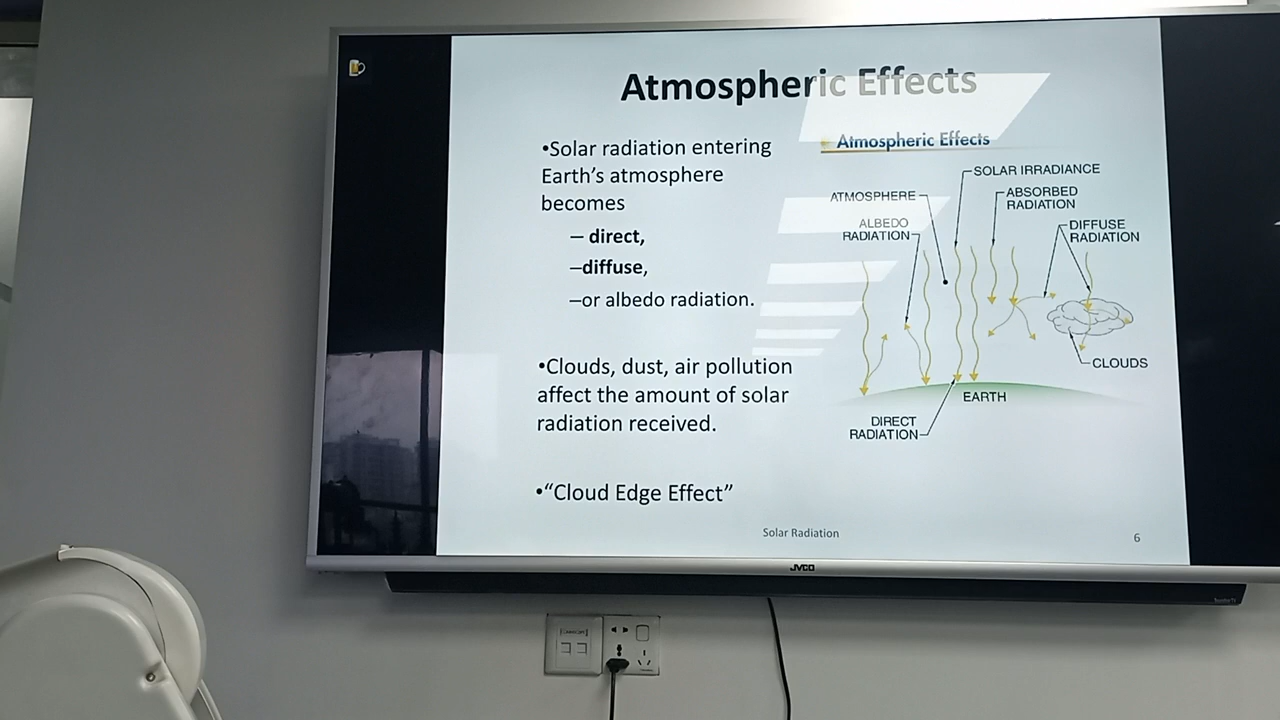 Atmospheric Effects
•Solar radiation entering
Earth's atmosphere
becomes
– direct,
–diffuse,
–or albedo radiation.
•Clouds, dust, air pollution
affect the amount of solar
radiation received.
•“Cloud Edge Effect”
Atmospheric Effects
SOLAR IRRADIANCE
ATMOSPHERE
ABSORBED
RADIATION
ALBEDO
RADIATION
DIFFUSE
RADIATION
CLOUDS
EARTH
DIRECT
RADIATION
Solar Radiation
6
JVCO